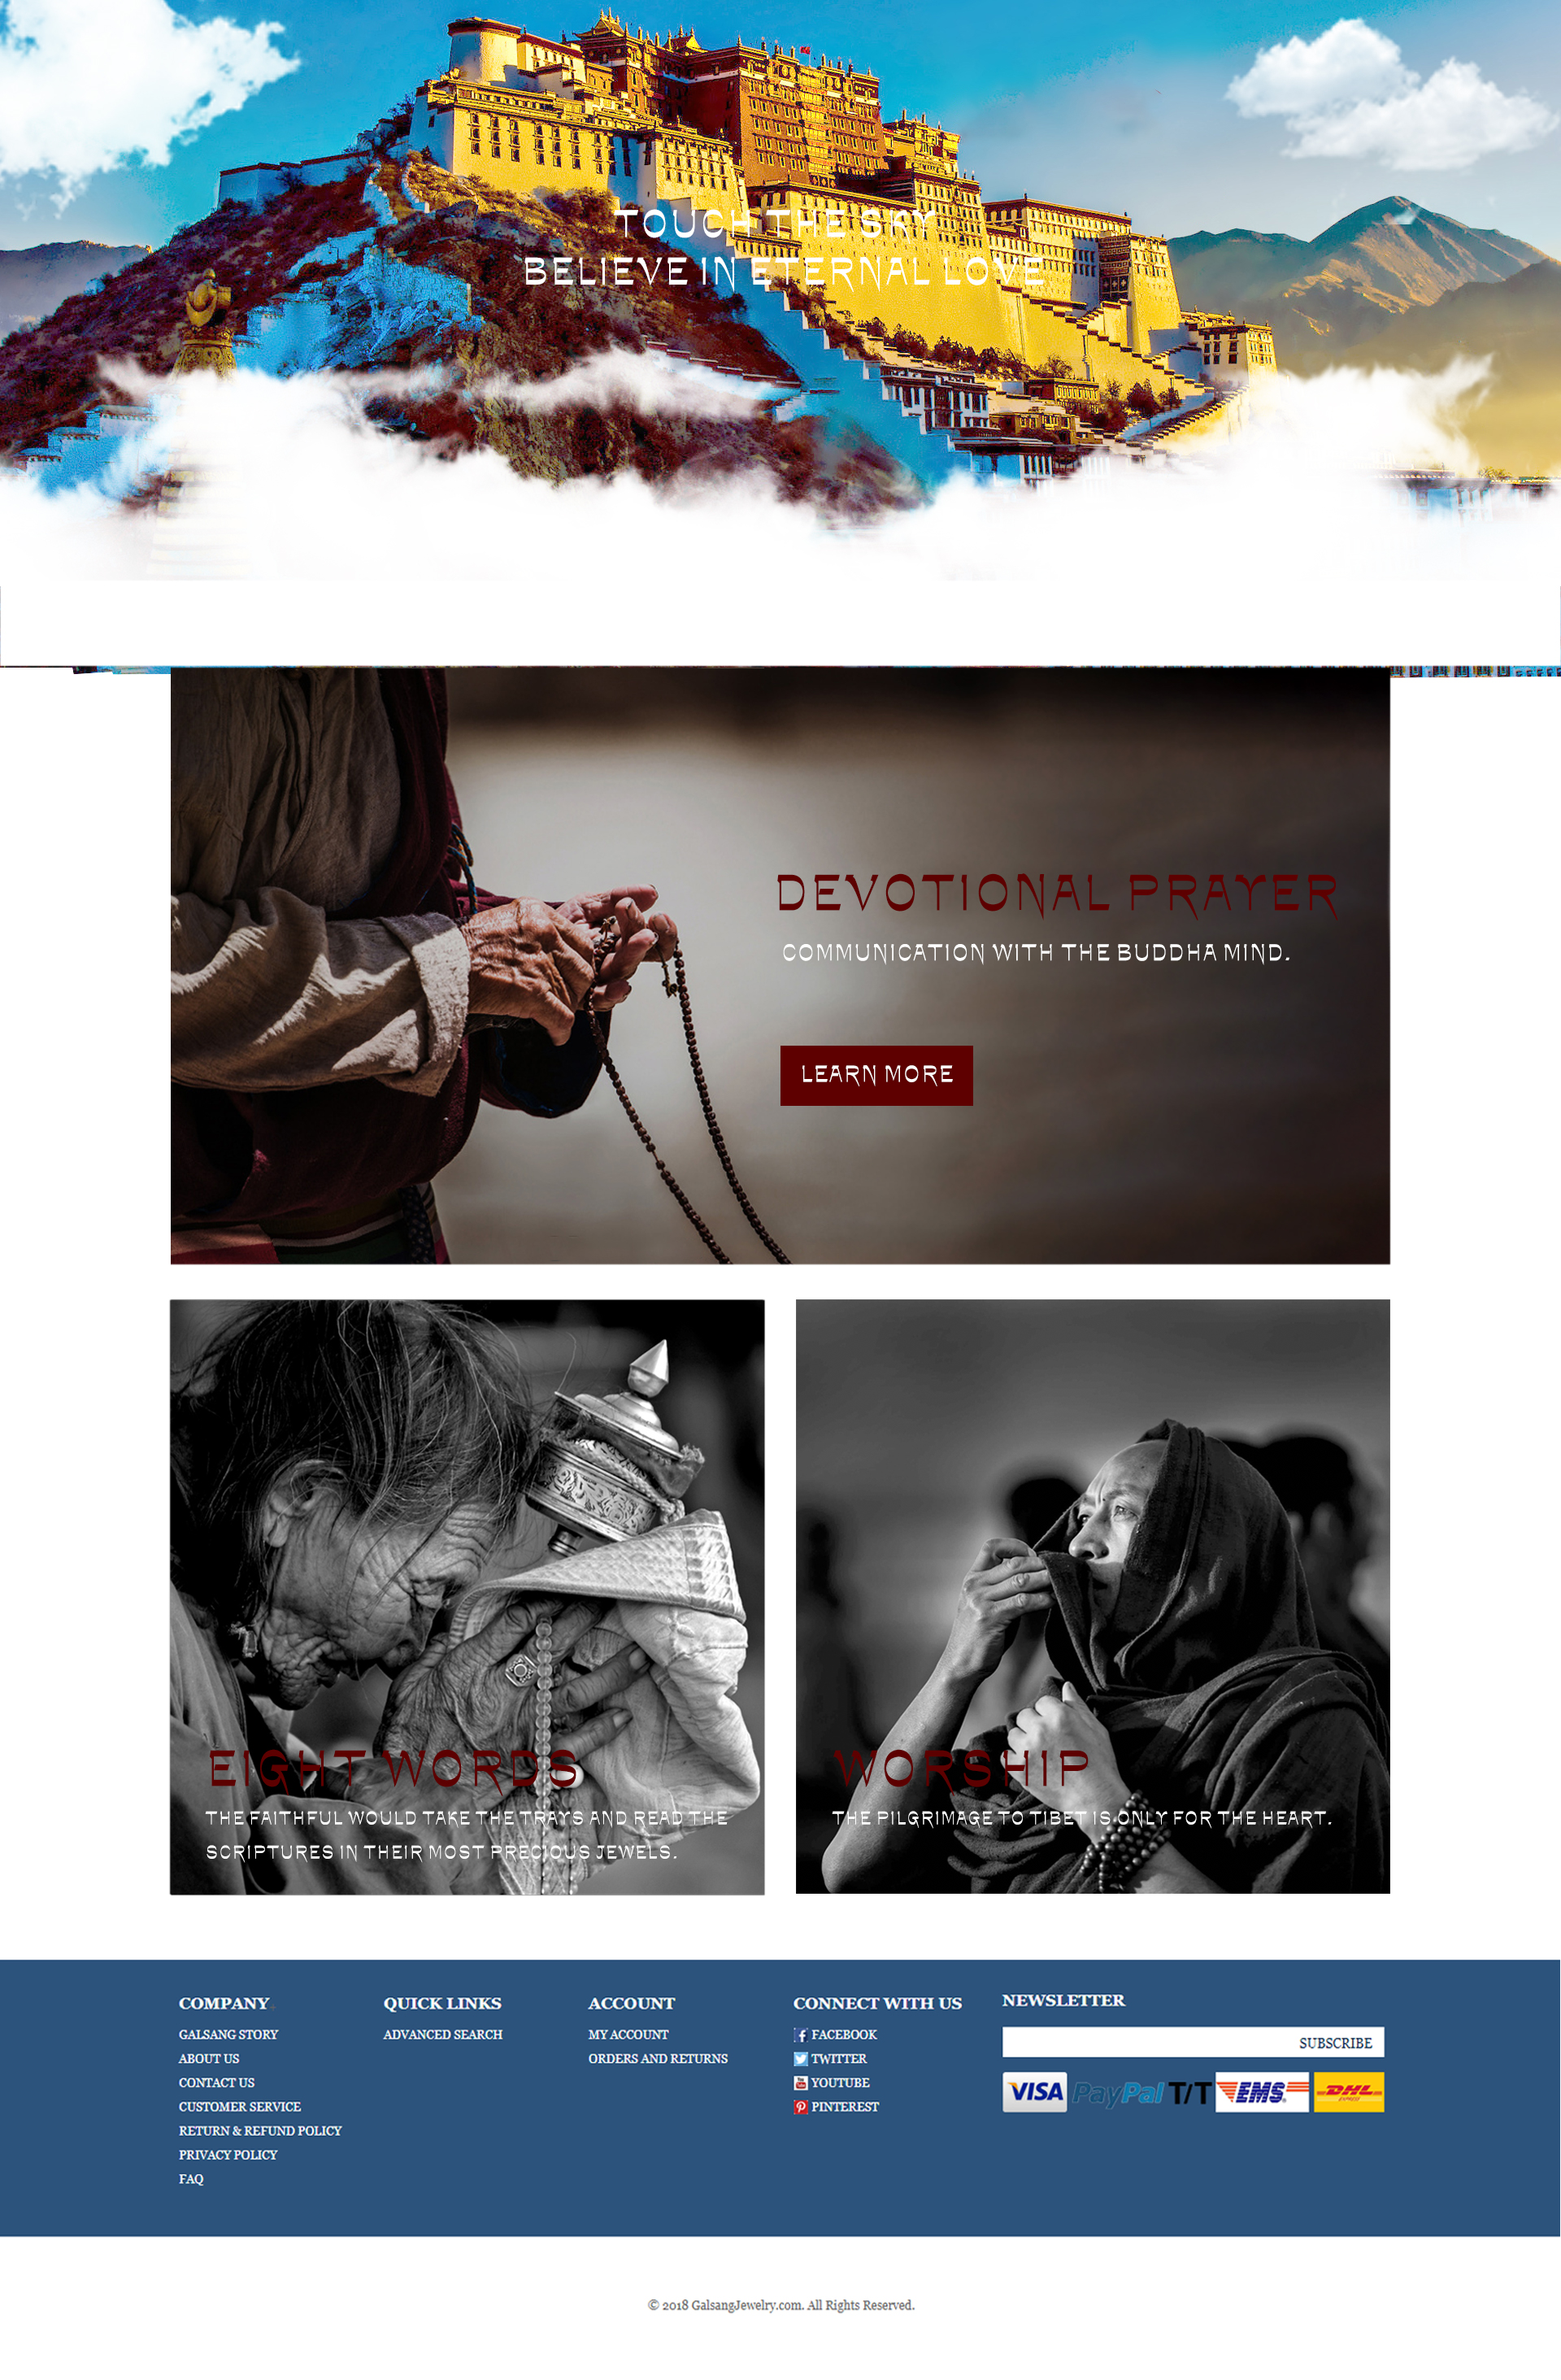 TOUCH THE SKY
BELIEVE IN ETERNAL LOVE
DEVOTIONAL PRAYER
COMMUNICATION WITH THE BUDDHA MIND.
LEARN MORE
EIGHT WORDS
THE FAITHFUL WOULD TAKE THE TRAYS AND READ THE
SCRIPTURES IN THEIR MOST PRECIOUS JEWELS.
WORSHIP
THE PILGRIMAGE TO TIBET IS ONLY FOR THE HEART.
COMPANY
GALSANG STORY
ABOUT US
CONTACT US
CUSTOMER SERVICE
RETURN & REFUND POLICY
PRIVACY POLICY
FAQ
QUICK LINKS
ADVANCED SEARCH
ACCOUNT
MY ACCOUNT
ORDERS AND RETURNS
CONNECT WITH US
FACEBOOK
TWITTER
YOUTUBE
PINTEREST
NEWSLETTER
SUBSCRIBE
VISA PayPal T/T EMS DHL EXPRESS
© 2018 GalsangJewelry.com. All Rights Reserved.